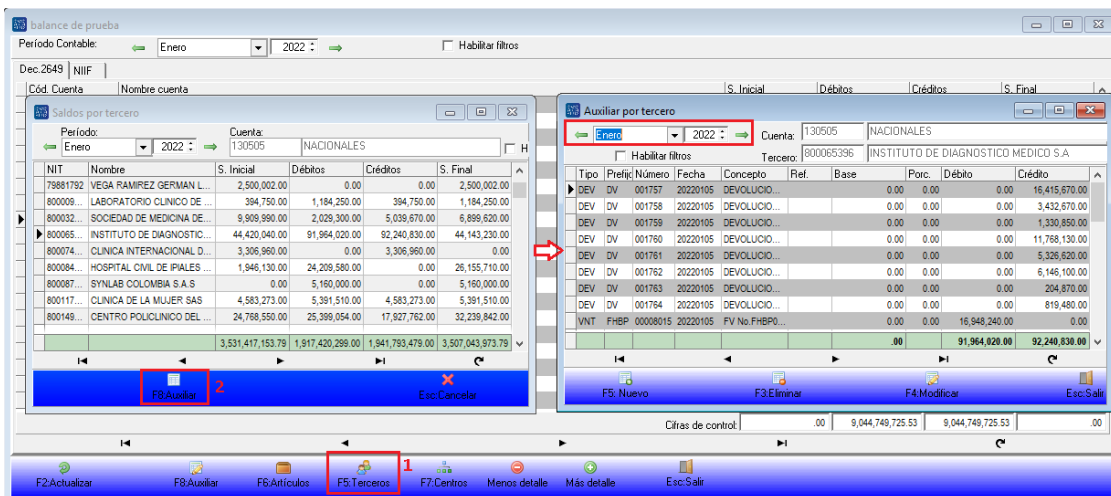 balance de prueba
Período Contable: Enero 2022 Habilitar filtros
Dec.2649 NIIF
Cód. Cuenta Nombre cuenta S. Inicial Débitos Créditos S. Final
Saldos por tercero
Período: Cuenta:
Enero 2022 130505 NACIONALES H
NIT Nombre S. Inicial Débitos Créditos S. Final
79881792 VEGA RAMIREZ GERMAN L... 2,500,002.00 0.00 0.00 2,500,002.00
800009... LABORATORIO CLINICO DE ... 394,750.00 1,184,250.00 394,750.00 1,184,250.00
800032... SOCIEDAD DE MEDICINA DE... 9,909,990.00 2,029,300.00 5,039,670.00 6,899,620.00
800065... INSTITUTO DE DIAGNOSTIC... 44,420,040.00 91,964,020.00 92,240,830.00 44,143,230.00
800074... CLINICA INTERNACIONAL D... 3,306,960.00 0.00 3,306,960.00 0.00
800084... HOSPITAL CIVIL DE IPIALES ... 1,946,130.00 24,209,580.00 0.00 26,155,710.00
800087... SYNLAB COLOMBIA S.A.S 0.00 5,160,000.00 0.00 5,160,000.00
800117... CLINICA DE LA MUJER SAS 4,583,273.00 5,391,510.00 4,583,273.00 5,391,510.00
800149... CENTRO POLICLINICO DEL ... 24,768,550.00 25,399,054.00 17,927,762.00 32,239,842.00
3,531,417,153.79 1,917,420,299.00 1,941,793,479.00 3,507,043,973.79
F8:Auxiliar 2 Esc:Cancelar
Auxiliar por tercero
Enero 2022 Cuenta: 130505 NACIONALES
Habilitar filtros Tercero: 800065396 INSTITUTO DE DIAGNOSTICO MEDICO S.A
Tipo Prefijc Número Fecha Concepto Ref. Base Porc. Débito Crédito
DEV DV 001757 20220105 DEVOLUCIO... 0.00 0.00 0.00 16,415,670.00
DEV DV 001758 20220105 DEVOLUCIO... 0.00 0.00 0.00 3,432,670.00
DEV DV 001759 20220105 DEVOLUCIO... 0.00 0.00 0.00 1,330,850.00
DEV DV 001760 20220105 DEVOLUCIO... 0.00 0.00 0.00 11,768,130.00
DEV DV 001761 20220105 DEVOLUCIO... 0.00 0.00 0.00 5,326,620.00
DEV DV 001762 20220105 DEVOLUCIO... 0.00 0.00 0.00 6,146,100.00
DEV DV 001763 20220105 DEVOLUCIO... 0.00 0.00 0.00 204,870.00
DEV DV 001764 20220105 DEVOLUCIO... 0.00 0.00 0.00 819,480.00
VNT FHBP 00008015 20220105 FV No.FHBP0... 0.00 0.00 16,948,240.00 0.00
.00 91,964,020.00 92,240,830.00
F5: Nuevo F3:Eliminar F4:Modificar Esc:Salir
Cifras de control: .00 9,044,749,725.53 9,044,749,725.53 .00
F2:Actualizar F8:Auxiliar F6:Artículos F5:Terceros 1 F7:Centros Menos detalle Más detalle Esc:Salir